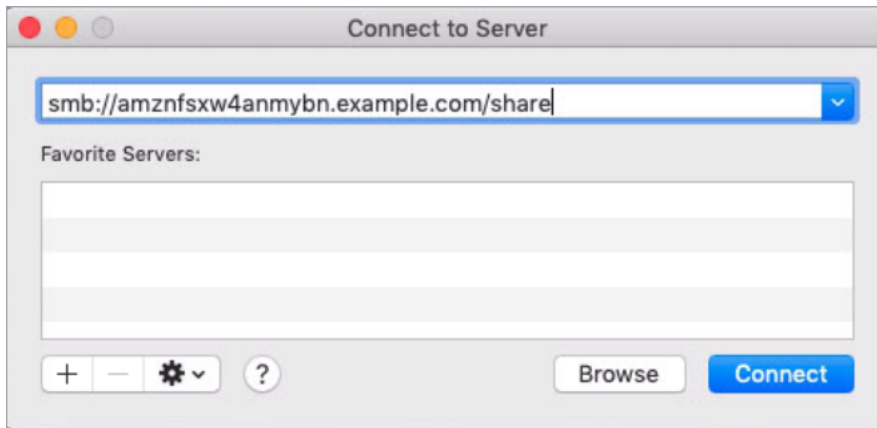 Connect to Server
smb://amznfsxw4anmybn.example.com/share
Favorite Servers:
+ − ?
Browse
Connect